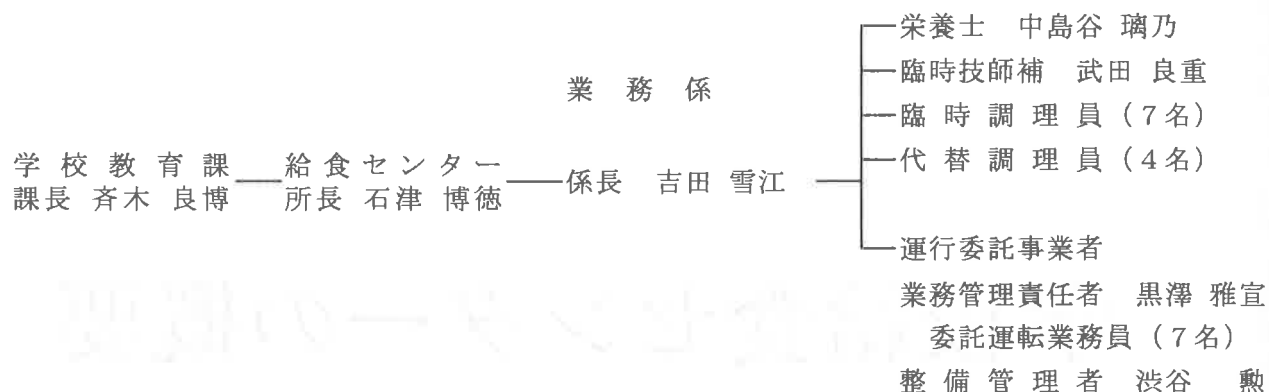 学校教育課
課長 斉木 良博
給食センター
所長 石津 博徳
業務係
係長 吉田 雪江
栄養士 中島谷 璃乃
臨時技師補 武田 良重
臨時調理員(7名)
代替調理員(4名)
運行委託事業者
業務管理責任者 黒澤 雅宣
委託運転業務員(7名)
整備管理者 渋谷 勲